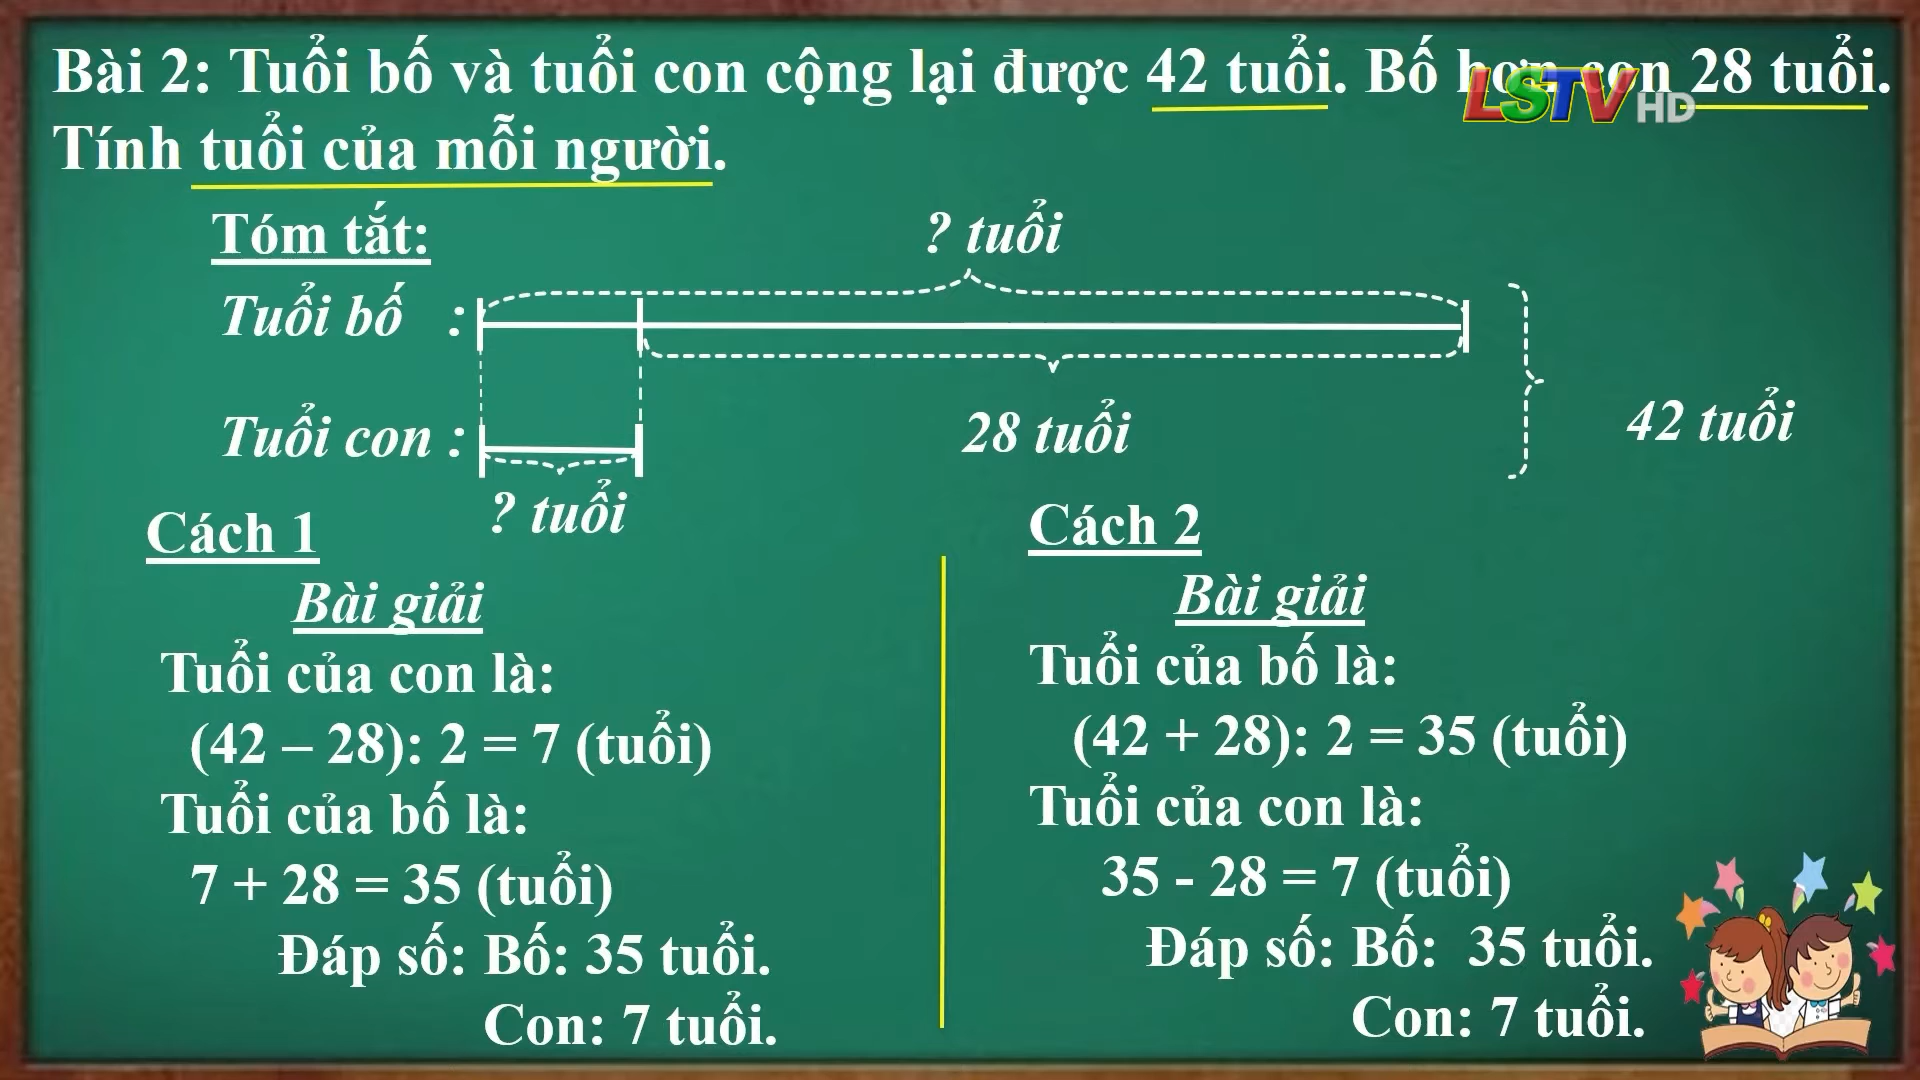 Bài 2: Tuổi bố và tuổi con cộng lại được 42 tuổi. Bố hơn con 28 tuổi.
LSTV HD
Tính tuổi của mỗi người.
Tóm tắt:
? tuổi
Tuổi bố :
Tuổi con :
28 tuổi
42 tuổi
? tuổi
Cách 1
Bài giải
Tuổi của con là:
(42 – 28): 2 = 7 (tuổi)
Tuổi của bố là:
7 + 28 = 35 (tuổi)
Đáp số: Bố: 35 tuổi.
Con: 7 tuổi.
Cách 2
Bài giải
Tuổi của bố là:
(42 + 28): 2 = 35 (tuổi)
Tuổi của con là:
35 - 28 = 7 (tuổi)
Đáp số: Bố: 35 tuổi.
Con: 7 tuổi.